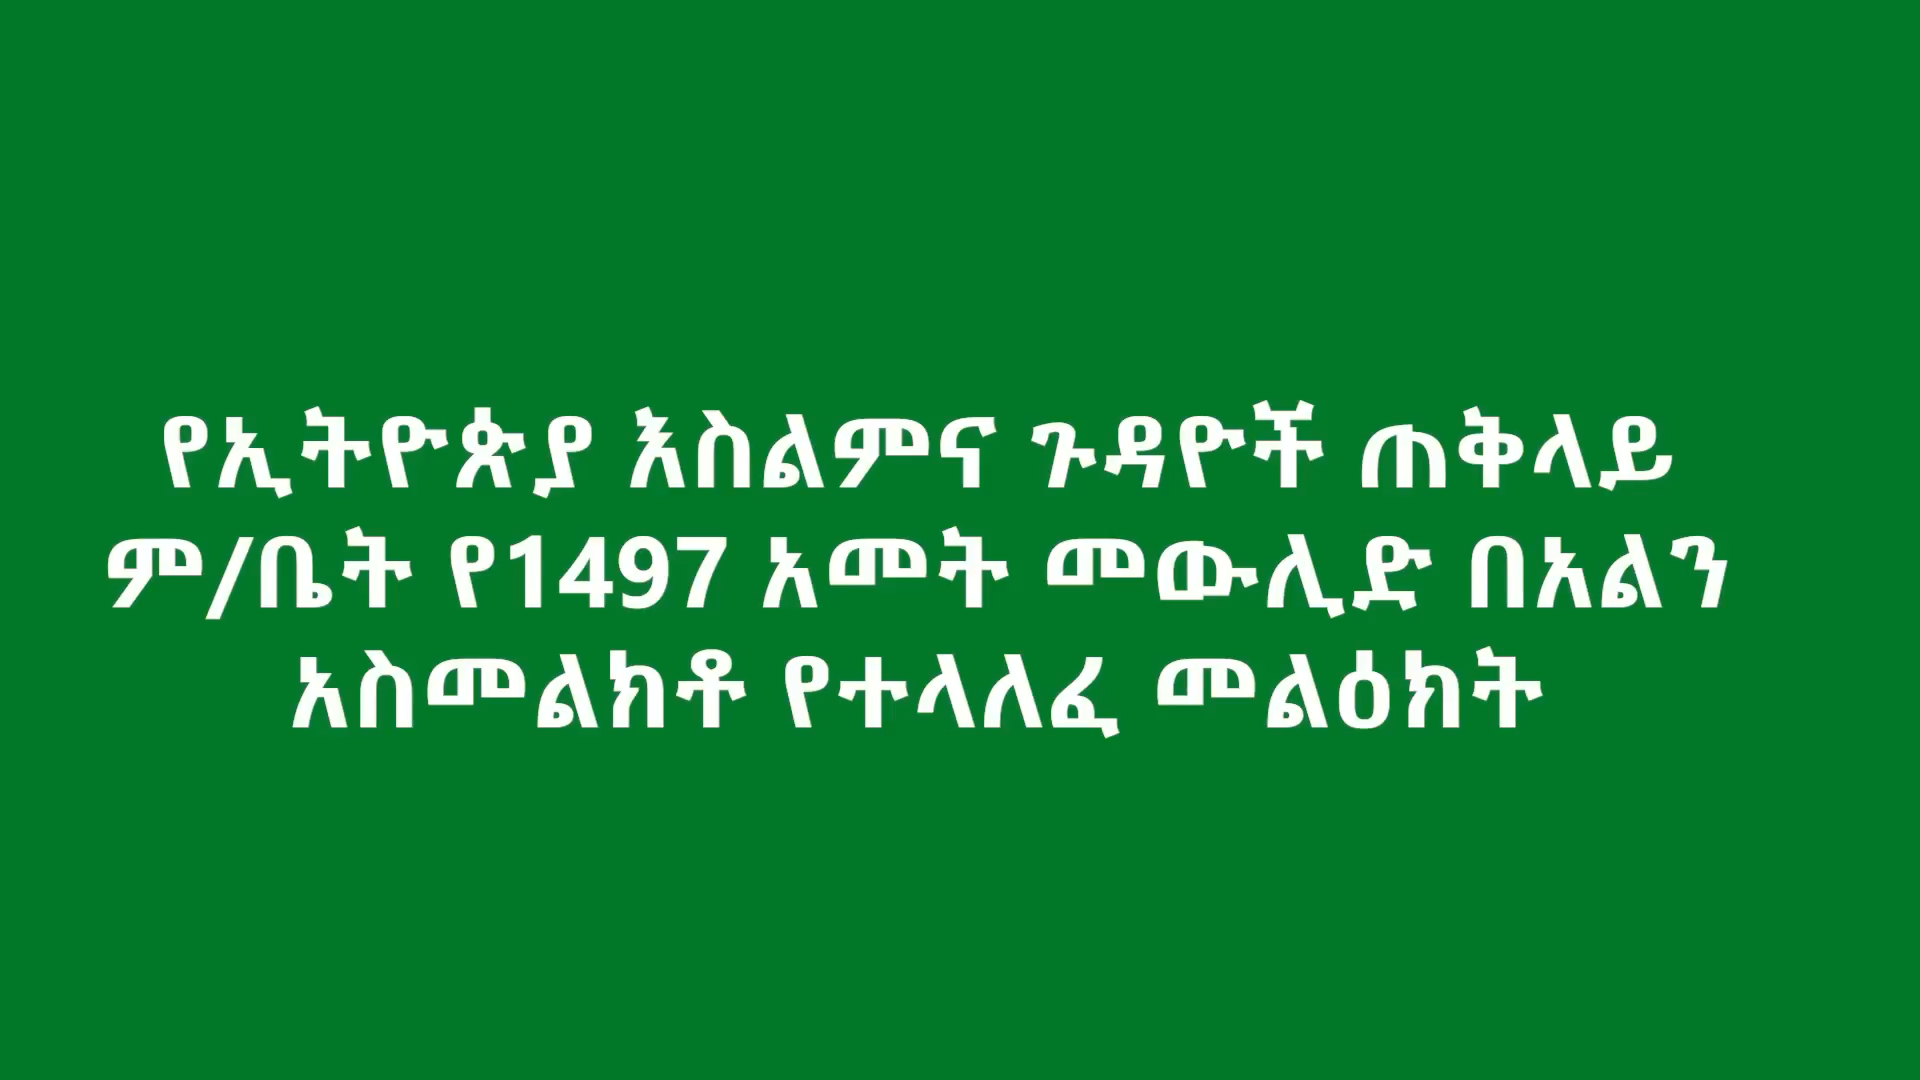 የኢትዮጵያ እስልምና ጉዳዮች ጠቅላይ
ም/ቤት የ1497 አመት መውሊድ በአልን
አስመልክቶ የተላለፈ መልዕክት